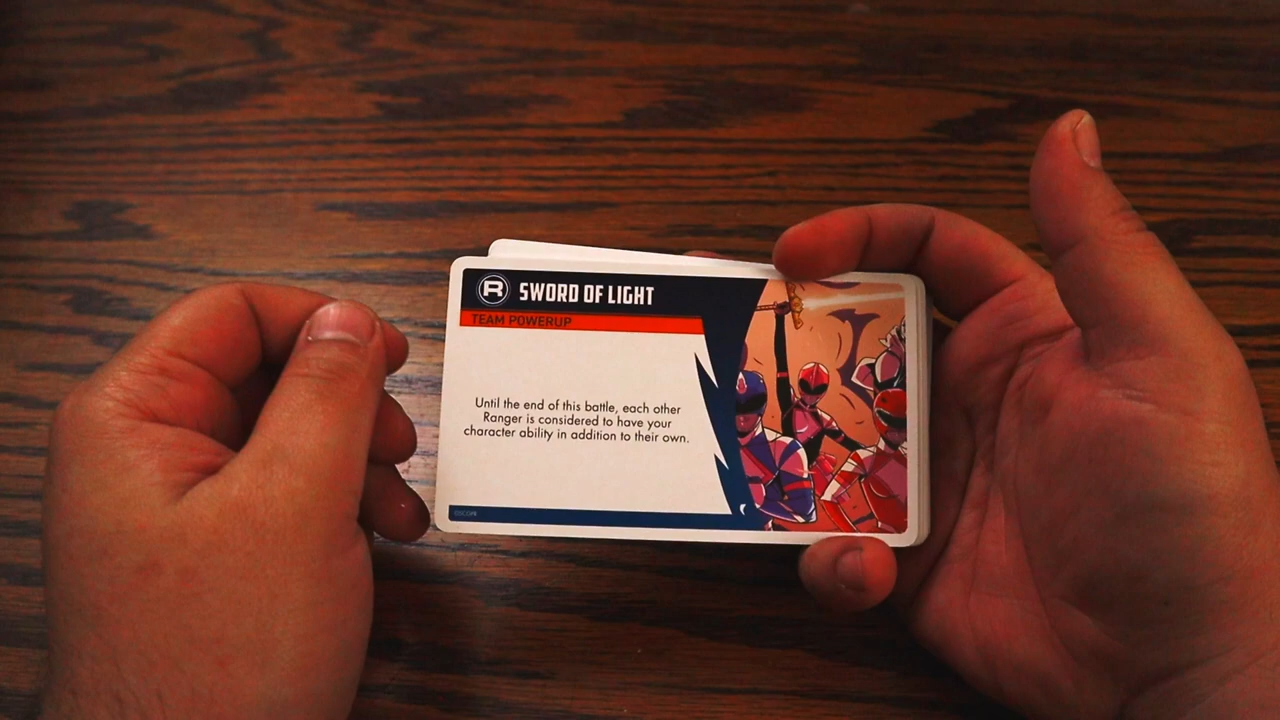 R SWORD OF LIGHT
TEAM POWERUP
Until the end of this battle, each other
Ranger is considered to have your
character ability in addition to their own.